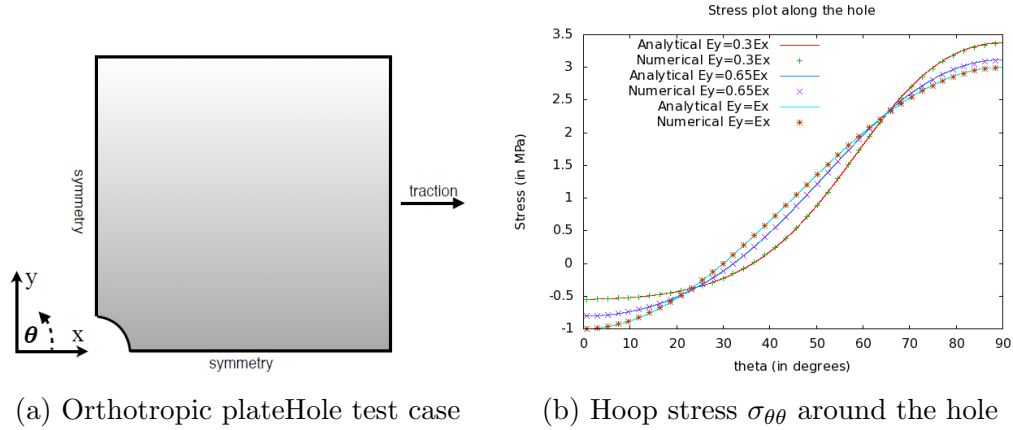 symmetry
traction
y
θ
x
symmetry
(a) Orthotropic plateHole test case
Stress plot along the hole
Stress (in MPa)
3.5
3
2.5
2
1.5
1
0.5
0
-0.5
-1
Analytical Ey=0.3Ex
Numerical Ey=0.3Ex
Analytical Ey=0.65Ex
Numerical Ey=0.65Ex
Analytical Ey=Ex
Numerical Ey=Ex
0 10 20 30 40 50 60 70 80 90
theta (in degrees)
(b) Hoop stress σθθ around the hole